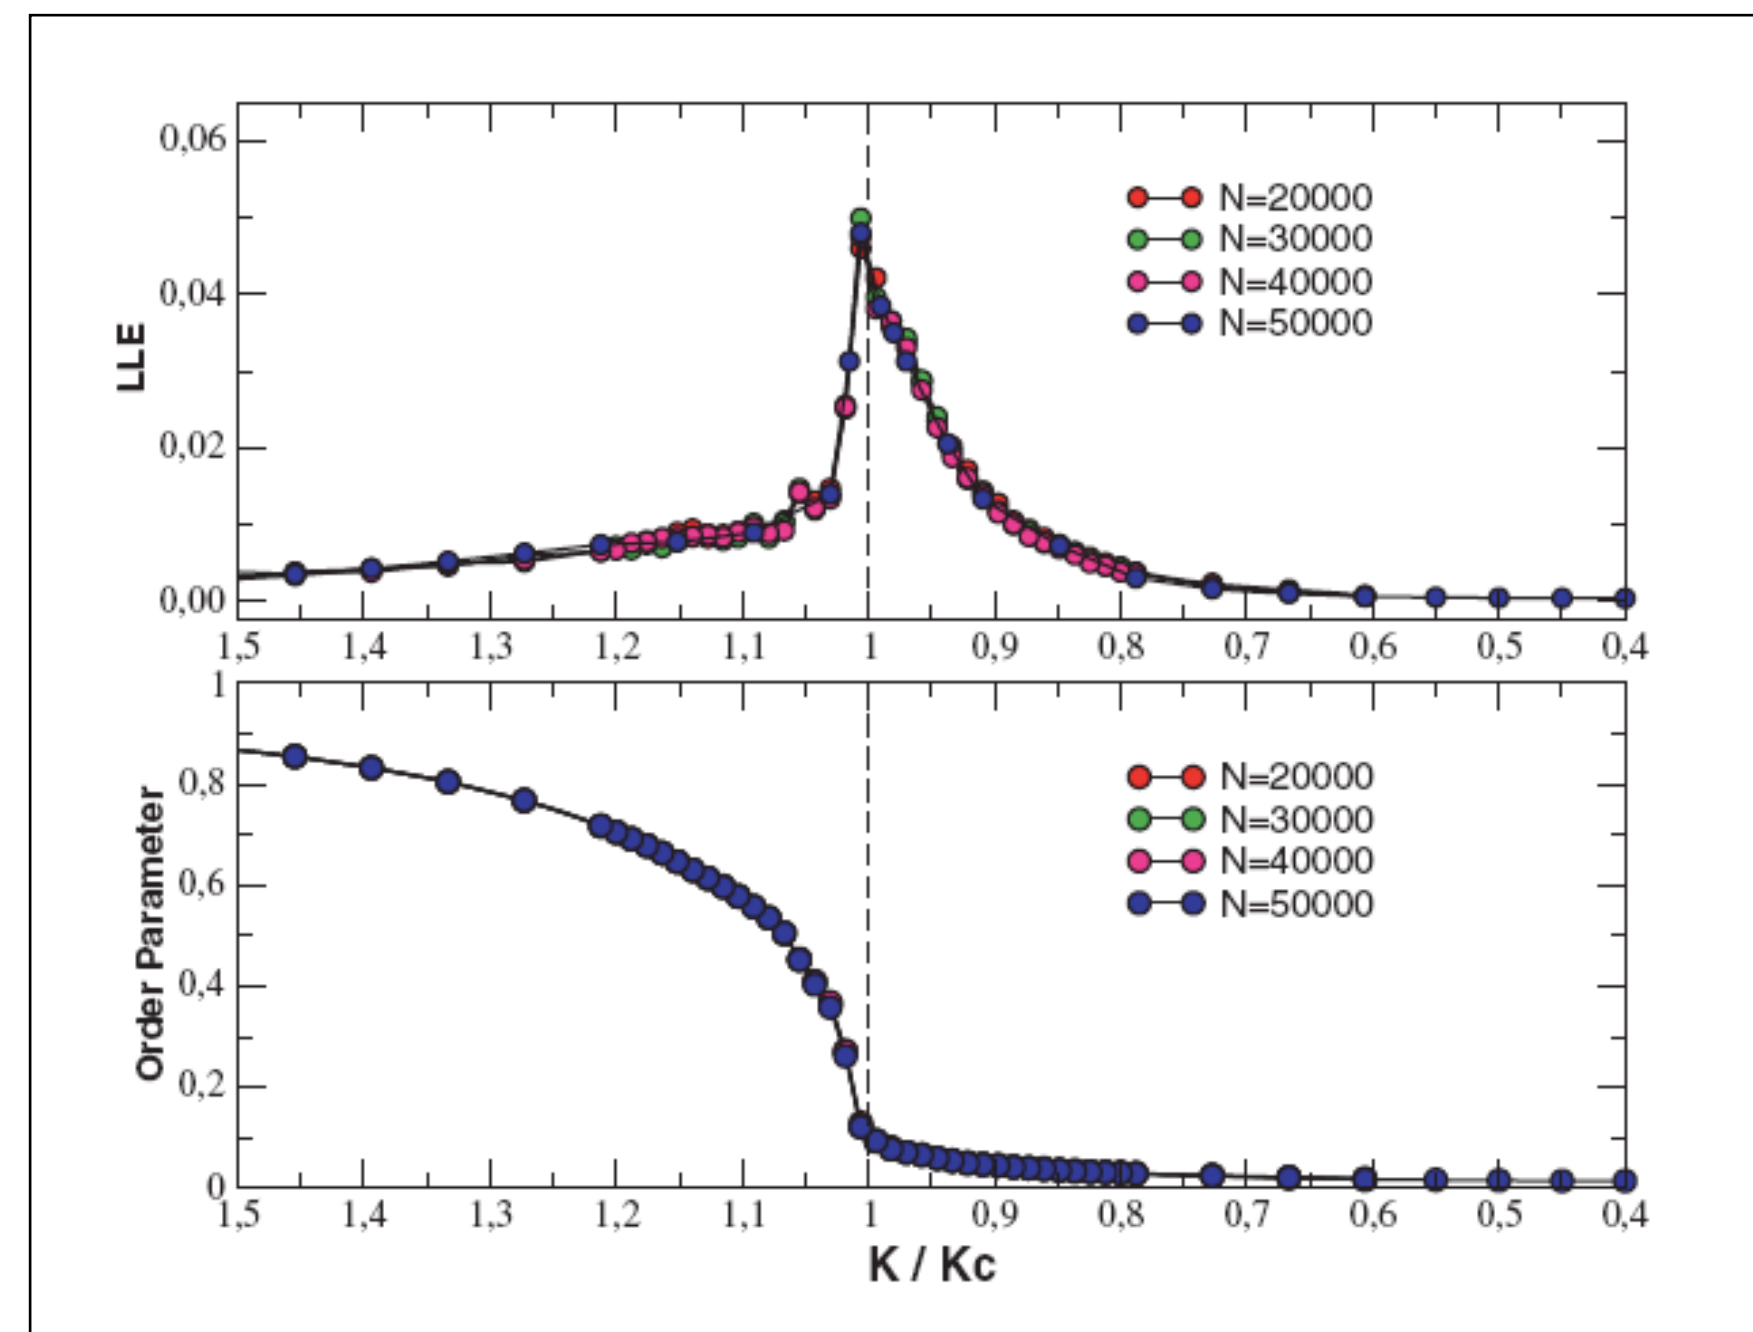 0,06
0,04
0,02
0,00
LLE
N=20000
N=30000
N=40000
N=50000
1,5 1,4 1,3 1,2 1,1 1 0,9 0,8 0,7 0,6 0,5 0,4
1
0,8
0,6
0,4
0,2
0
Order Parameter
N=20000
N=30000
N=40000
N=50000
1,5 1,4 1,3 1,2 1,1 1 0,9 0,8 0,7 0,6 0,5 0,4
K / Kc